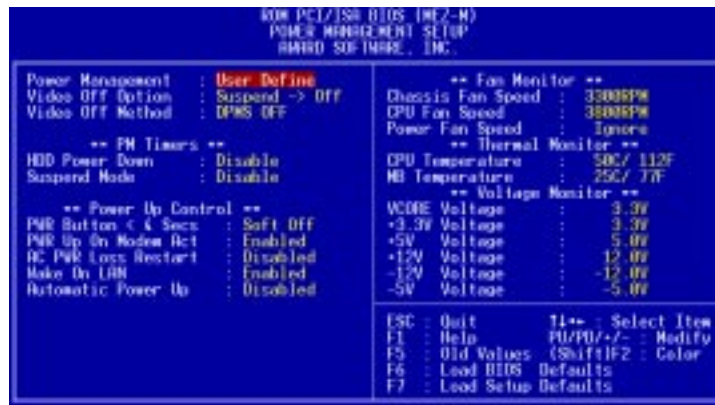 ROM PCI/ISA BIOS (MEZ-M)
POWER MANAGEMENT SETUP
AWARD SOFTWARE, INC.
Power Management : User Define
Video Off Option : Suspend -> Off
Video Off Method : DPMS OFF
** PM Timers **
HDD Power Down : Disable
Suspend Mode : Disable
** Power Up Control **
PWR Button < 4 Secs : Soft Off
PWR Up On Modem Act : Enabled
AC PWR Loss Restart : Disabled
Wake On LAN : Enabled
Automatic Power Up : Disabled
** Fan Monitor **
Chassis Fan Speed : 3300RPM
CPU Fan Speed : 3800RPM
Power Fan Speed : Ignore
** Thermal Monitor **
CPU Temperature : 50C/ 112F
MB Temperature : 25C/ 77F
** Voltage Monitor **
VCORE Voltage : 3.3V
+3.3V Voltage : 3.3V
+5V Voltage : 5.0V
+12V Voltage : 12.0V
-12V Voltage : -12.0V
-5V Voltage : -5.0V
ESC : Quit ↑↓→← : Select Item
F1 : Help PU/PD/+/- : Modify
F5 : Old Values (Shift)F2 : Color
F6 : Load BIOS Defaults
F7 : Load Setup Defaults